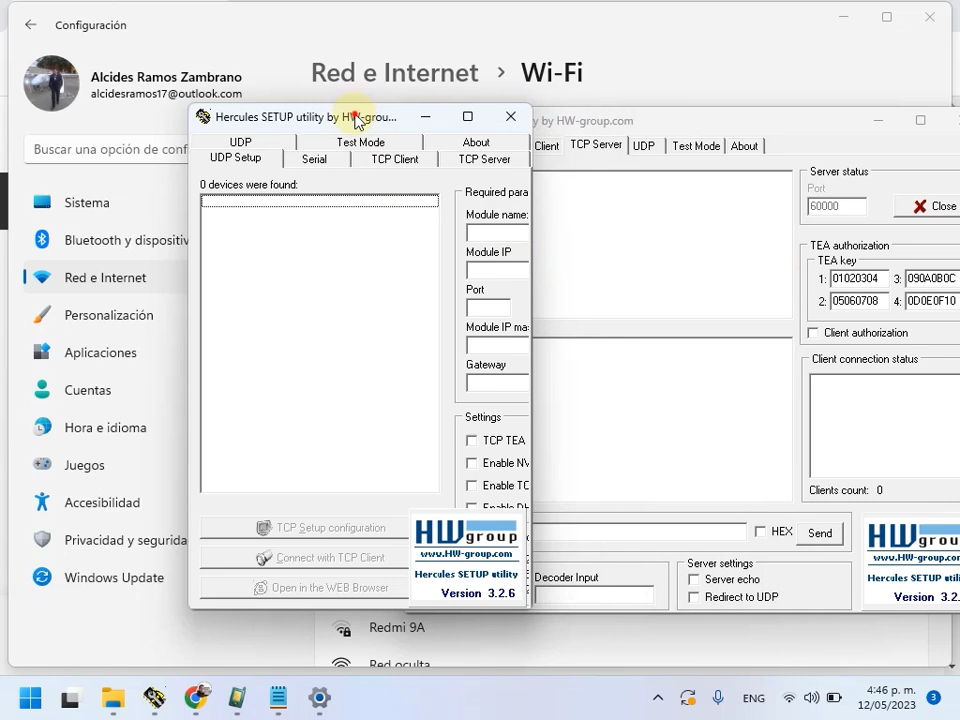 Configuración
Alcides Ramos Zambrano
alcidesramos17@outlook.com
Red e Internet > Wi-Fi
Buscar una opción de conf
Sistema
Bluetooth y dispositiv
Red e Internet
Personalización
Aplicaciones
Cuentas
Hora e idioma
Juegos
Accesibilidad
Privacidad y segurida
Windows Update
Hercules SETUP utility by HW-grou...
UDP
Test Mode
About
UDP Setup
Serial
TCP Client
TCP Server
0 devices were found:
Required para
Module name:
Module IP
Port
Module IP ma
Gateway
Settings
TCP TEA
Enable NV
Enable TC
TCP Setup configuration
Connect with TCP Client
Open in the WEB Browser
HWgroup
www.HW-group.com
Hercules SETUP utility
Version 3.2.6
y by HW-group.com
Client
TCP Server
UDP
Test Mode
About
Server status
Port
60000
Close
TEA authorization
TEA key
1: 01020304
3: 090A0B0C
2: 05060708
4: 0D0E0F10
Client authorization
Client connection status
Clients count: 0
HEX
Send
Decoder Input
Server settings
Server echo
Redirect to UDP
HWgroup
www.HW-group
Hercules SETUP util
Version 3.2.
Redmi 9A
Red oculta
ENG
4:46 p. m.
12/05/2023
3